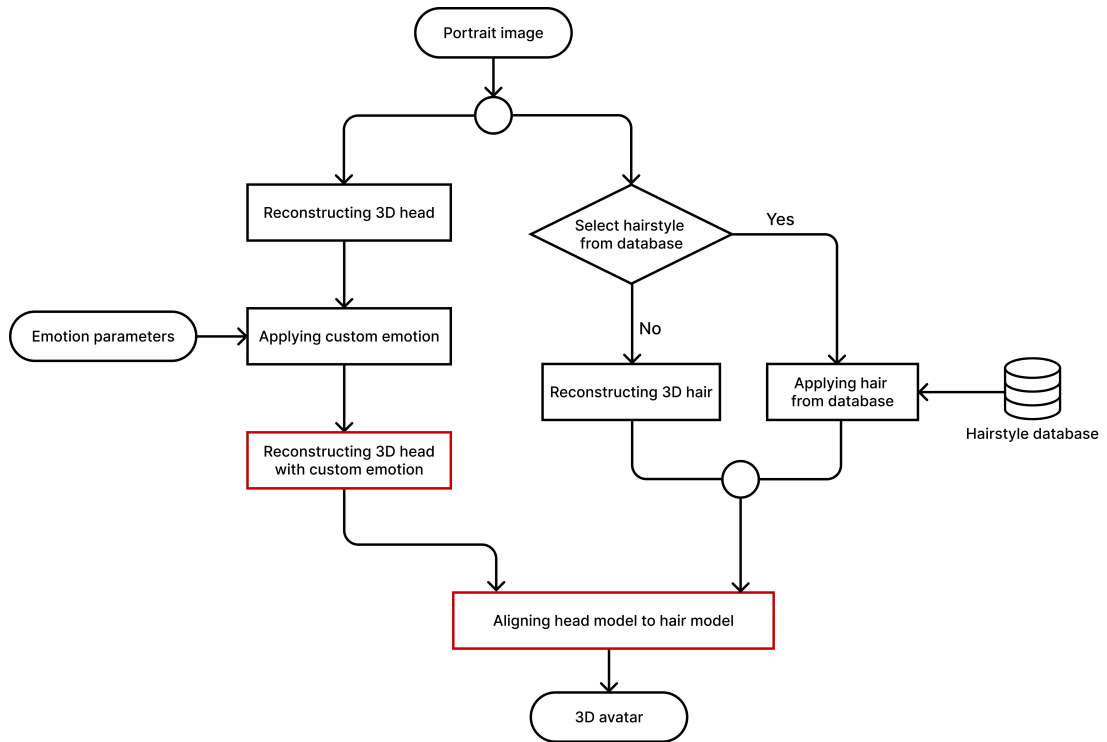 Portrait image
Reconstructing 3D head
Select hairstyle
from database
Yes
Emotion parameters
Applying custom emotion
No
Reconstructing 3D hair
Applying hair
from database
Hairstyle database
Reconstructing 3D head
with custom emotion
Aligning head model to hair model
3D avatar